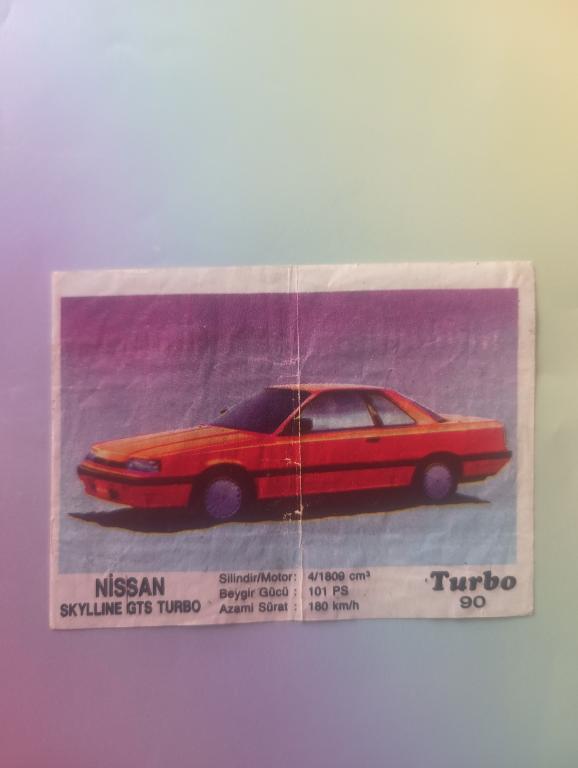 NİSSAN
SKYLLINE GTS TURBO
Silindir/Motor: 4/1809 cm³
Beygir Gücü : 101 PS
Azami Sürat : 180 km/h
Turbo
90